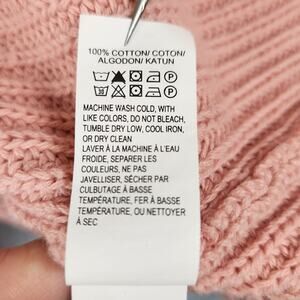 100% COTTON/ COTON/
ALGODON/ KATUN
MACHINE WASH COLD, WITH
LIKE COLORS, DO NOT BLEACH,
TUMBLE DRY LOW, COOL IRON,
OR DRY CLEAN
LAVER À LA MACHINE À L'EAU
FROIDE, SEPARER LES
COULEURS, NE PAS
JAVELLISER, SÉCHER PAR
CULBUTAGE À BASSE
TEMPÉRATURE, FER À BASSE
TEMPÉRATURE, OU NETTOYER
À SEC